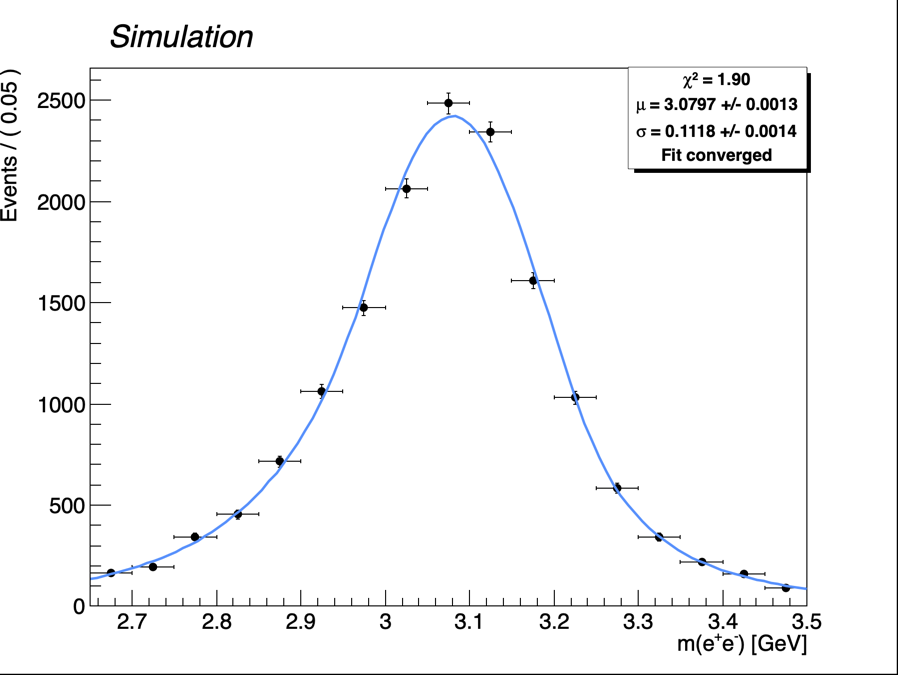 Simulation
Events / ( 0.05 )
χ² = 1.90
μ = 3.0797 +/- 0.0013
σ = 0.1118 +/- 0.0014
Fit converged
2500
2000
1500
1000
500
0
2.7 2.8 2.9 3 3.1 3.2 3.3 3.4 3.5
m(e⁺e⁻) [GeV]